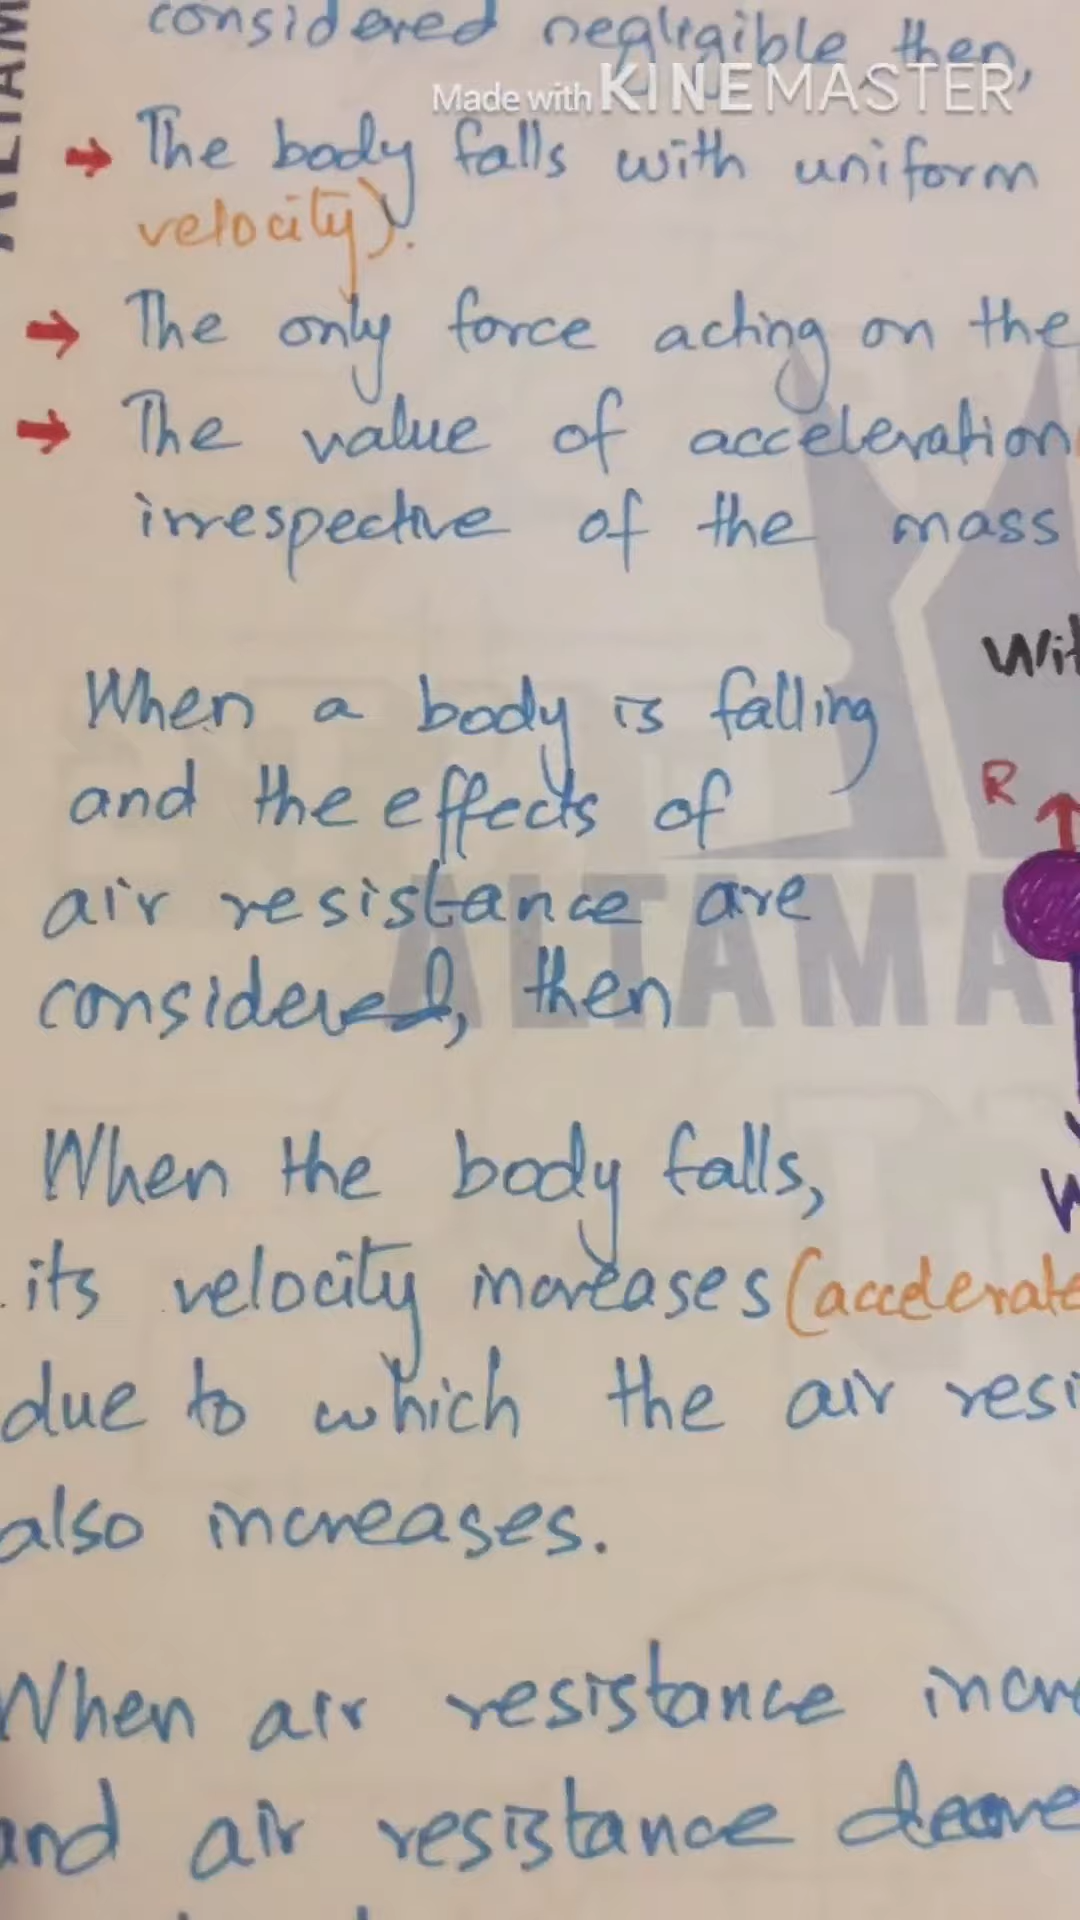 considered negligible, then,
Made with KINEMASTER
The body falls with uniform
velocity).
The only force acting on the
The value of acceleration
irrespective of the mass
Wit
When a body is falling
and the effects of
R
air resistance are
ALTAMA
considered, then
When the body falls,
W
its velocity increases (accelerate
due to which the air resi
also increases.
When air resistance incre
and air resistance